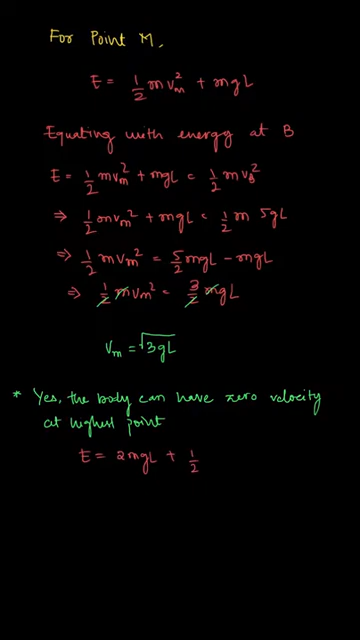 For Point M,
E = 1/2 m v_m^2 + mgL
Equating with energy at B
E = 1/2 m v_m^2 + mgL = 1/2 m v_B^2
⇒ 1/2 m v_m^2 + mgL = 1/2 m 5gL
⇒ 1/2 m v_m^2 = 5/2 mgL - mgL
⇒ 1/2 m v_m^2 = 3/2 mgL
v_m = √3gL
* Yes, the body can have zero velocity
at highest point
E = 2mgL + 1/2